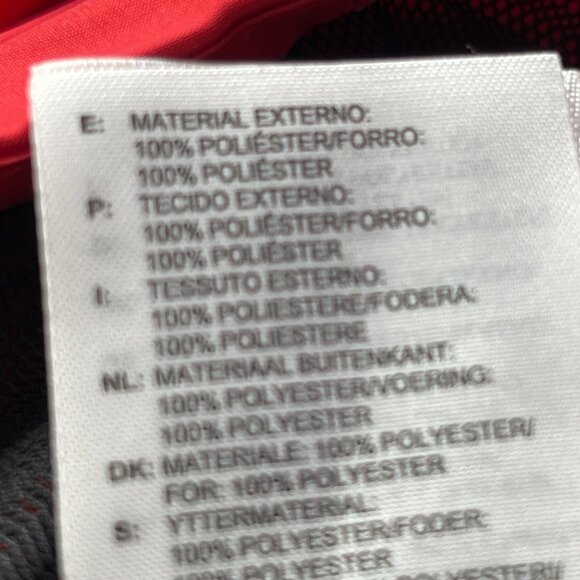 E: MATERIAL EXTERNO:
100% POLIÉSTER/FORRO:
100% POLIÉSTER
P: TECIDO EXTERNO:
100% POLIÉSTER/FORRO:
100% POLIÉSTER
I: TESSUTO ESTERNO:
100% POLIESTERE/FODERA:
100% POLIESTERE
NL: MATERIAAL BUITENKANT:
100% POLYESTER/VOERING:
100% POLYESTER
DK: MATERIALE: 100% POLYESTER/
FOR: 100% POLYESTER
S: YTTERMATERIAL:
100% POLYESTER/FODER:
100% POLYESTER
POLYESTER/